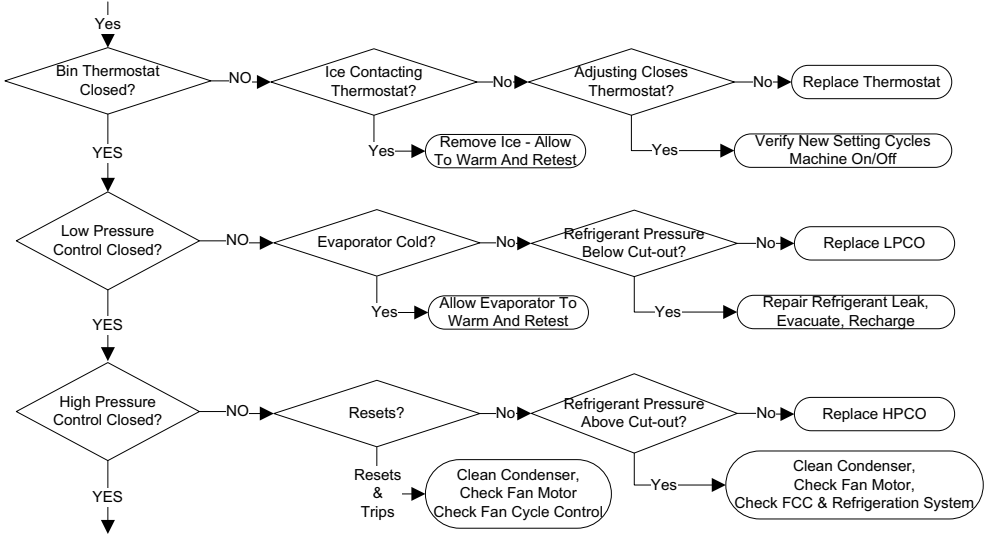 Yes
Bin Thermostat
Closed?
NO
Ice Contacting
Thermostat?
No
Adjusting Closes
Thermostat?
No
Replace Thermostat
YES
Yes
Remove Ice - Allow
To Warm And Retest
Yes
Verify New Setting Cycles
Machine On/Off
Low Pressure
Control Closed?
NO
Evaporator Cold?
No
Refrigerant Pressure
Below Cut-out?
No
Replace LPCO
YES
Yes
Allow Evaporator To
Warm And Retest
Yes
Repair Refrigerant Leak,
Evacuate, Recharge
High Pressure
Control Closed?
NO
Resets?
No
Refrigerant Pressure
Above Cut-out?
No
Replace HPCO
YES
Resets
&
Trips
Clean Condenser,
Check Fan Motor
Check Fan Cycle Control
Yes
Clean Condenser,
Check Fan Motor,
Check FCC & Refrigeration System